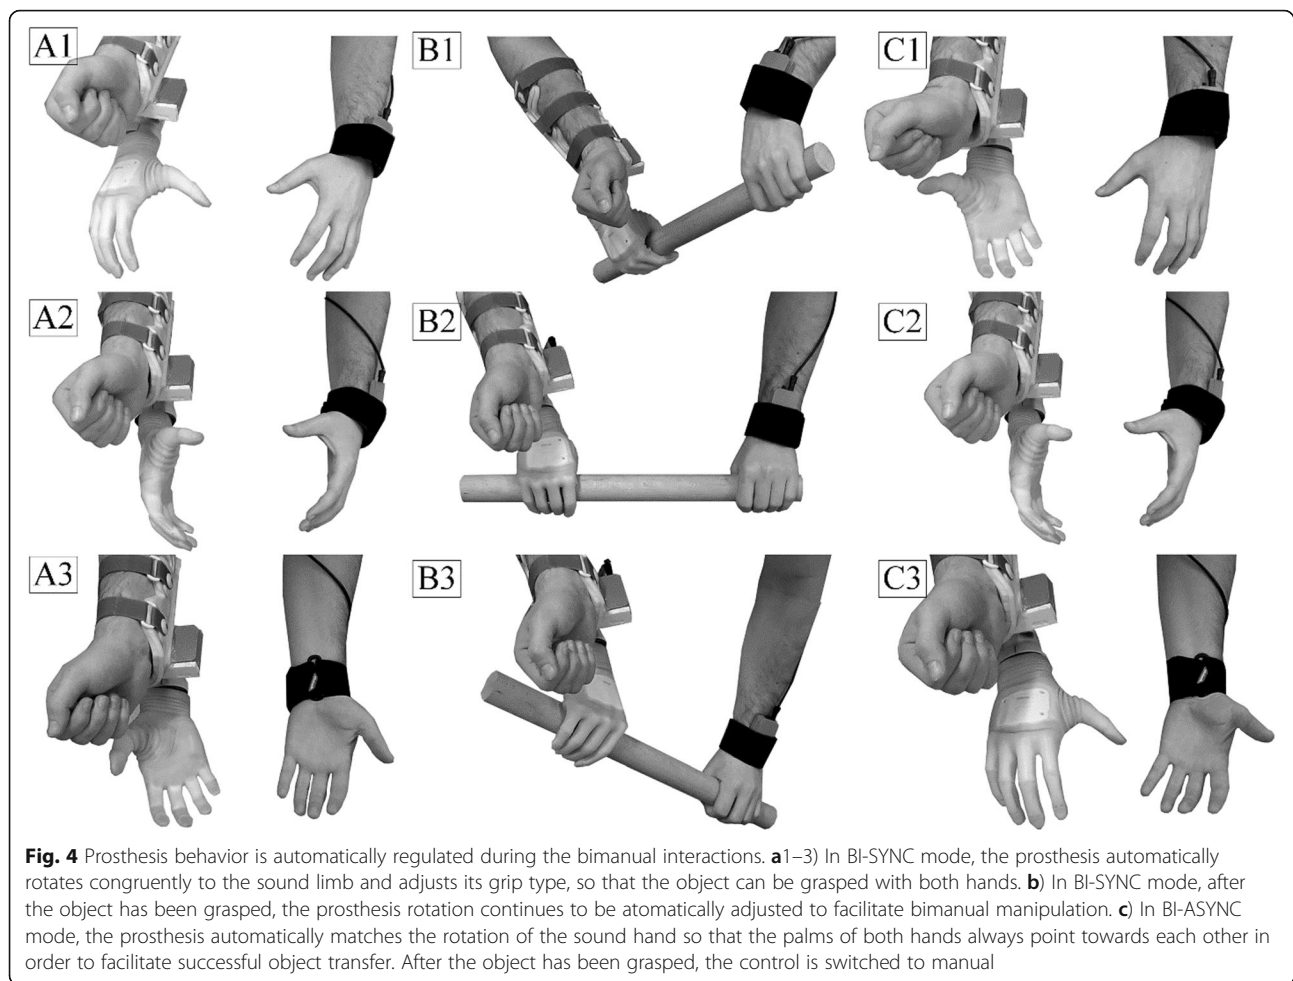 A1
B1
C1
A2
B2
C2
A3
B3
C3
Fig. 4 Prosthesis behavior is automatically regulated during the bimanual interactions. a1–3) In BI-SYNC mode, the prosthesis automatically
rotates congruently to the sound limb and adjusts its grip type, so that the object can be grasped with both hands. b) In BI-SYNC mode, after
the object has been grasped, the prosthesis rotation continues to be atomatically adjusted to facilitate bimanual manipulation. c) In BI-ASYNC
mode, the prosthesis automatically matches the rotation of the sound hand so that the palms of both hands always point towards each other in
order to facilitate successful object transfer. After the object has been grasped, the control is switched to manual